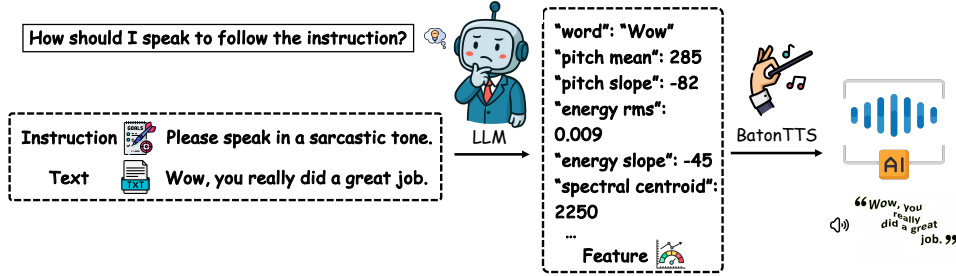 How should I speak to follow the instruction?
Instruction
GOALS
Please speak in a sarcastic tone.
Text
TXT
Wow, you really did a great job.
LLM
“word”: “Wow”
“pitch mean”: 285
“pitch slope”: -82
“energy rms”:
0.009
“energy slope”: -45
“spectral centroid”:
2250
...
Feature
BatonTTS
AI
“Wow, you
really
did a great
job.”